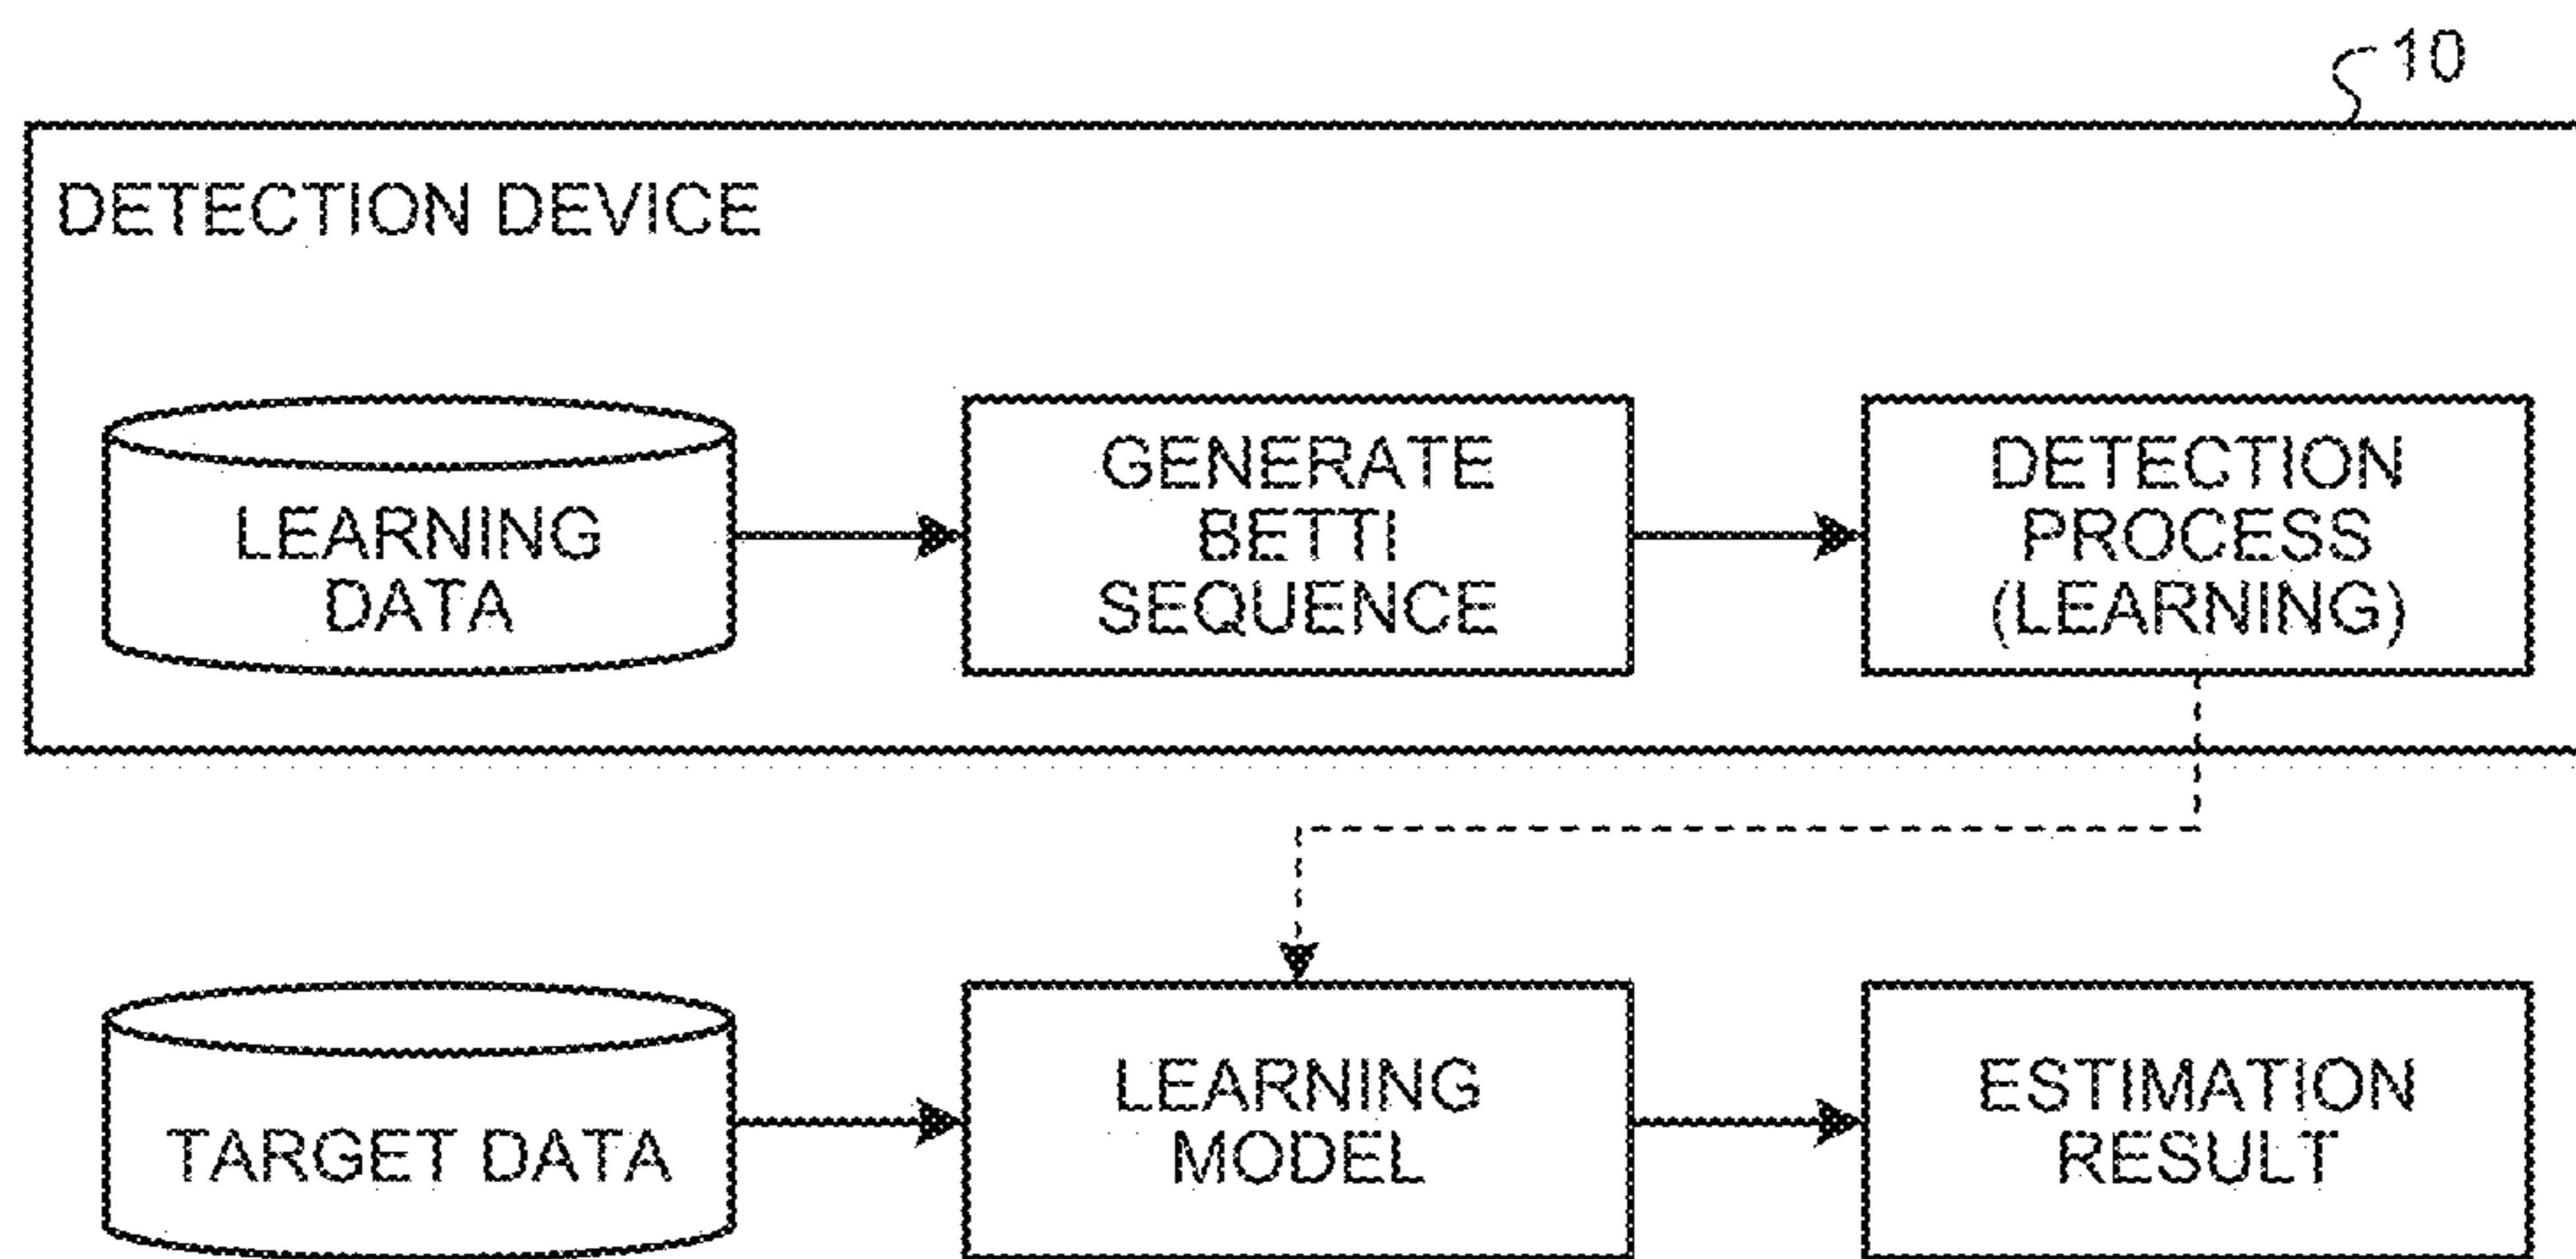 10
DETECTION DEVICE
LEARNING
DATA
GENERATE
BETTI
SEQUENCE
DETECTION
PROCESS
(LEARNING)
TARGET DATA
LEARNING
MODEL
ESTIMATION
RESULT